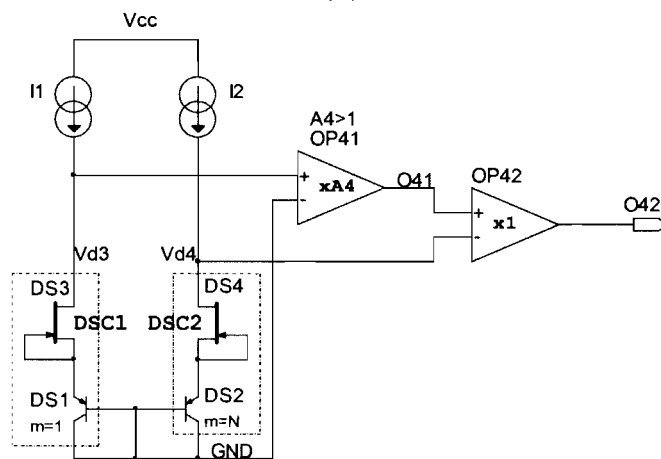 Vcc
I1
I2
A4>1
OP41
+
xA4
-
O41
OP42
+
x1
-
O42
Vd3
Vd4
DS3
DSC1
DSC2
DS4
DS1
m=1
DS2
m=N
GND